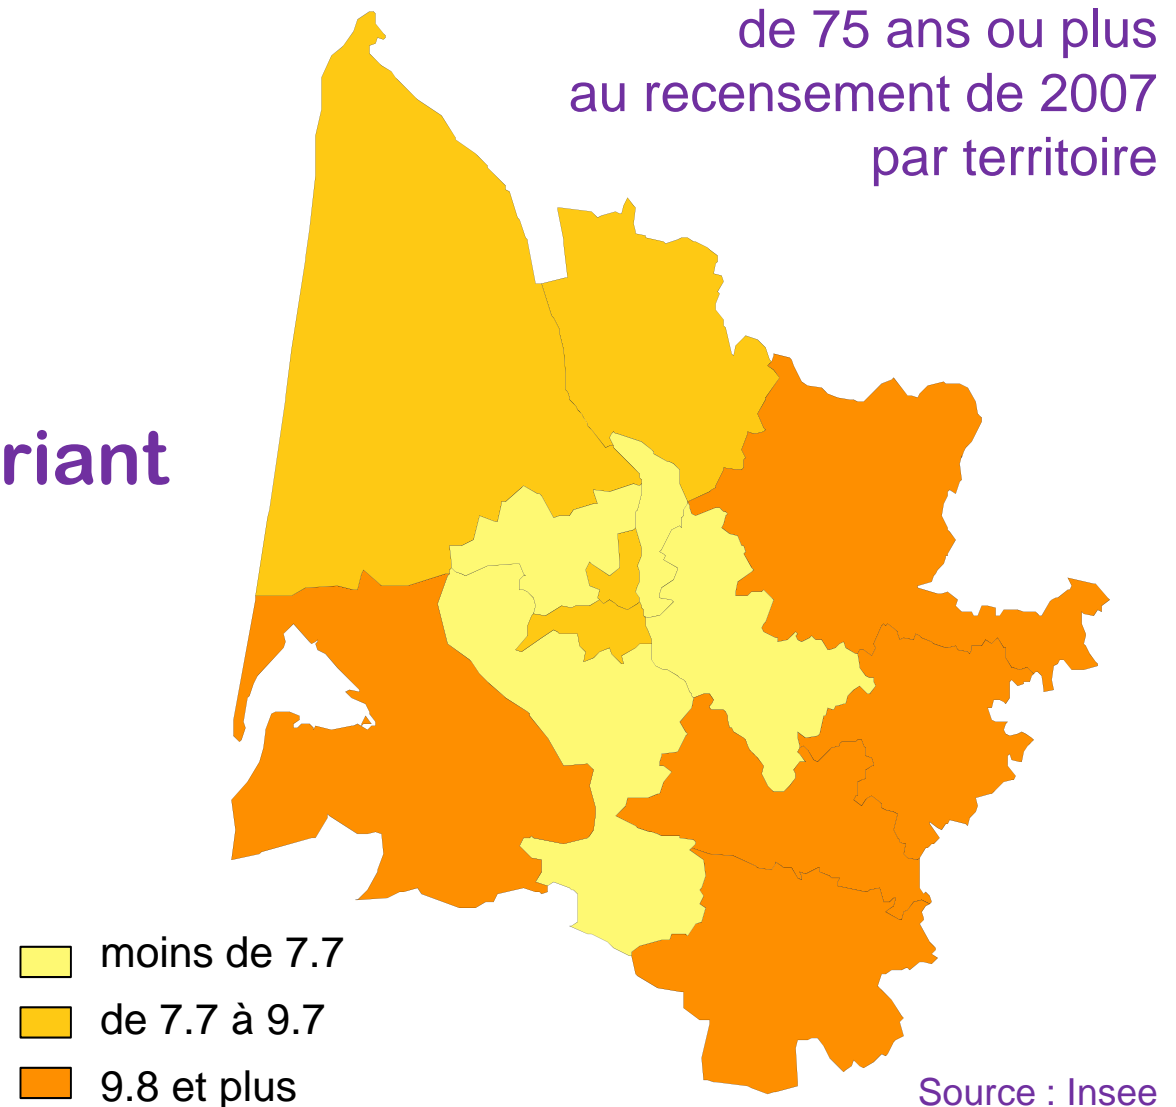 de 75 ans ou plus
au recensement de 2007
par territoire
riant
moins de 7.7
de 7.7 à 9.7
9.8 et plus
Source : Insee